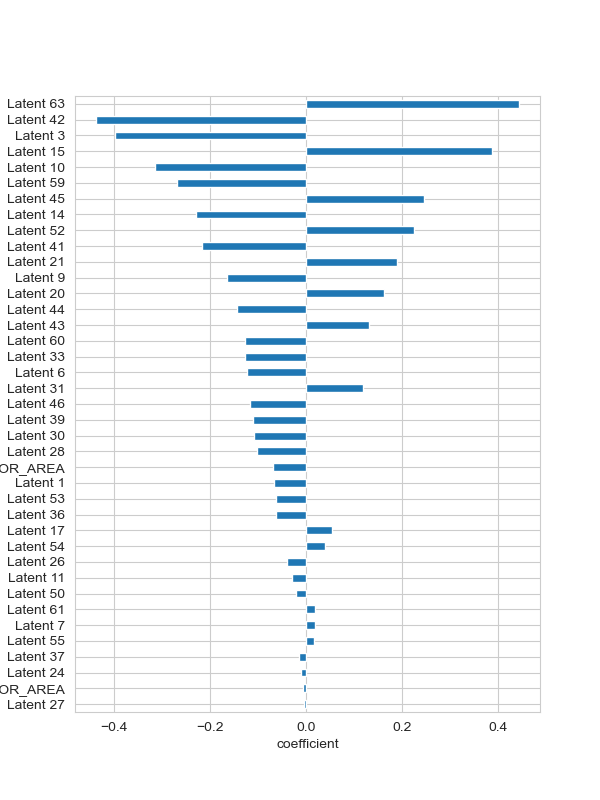 Latent 63
Latent 42
Latent 3
Latent 15
Latent 10
Latent 59
Latent 45
Latent 14
Latent 52
Latent 41
Latent 21
Latent 9
Latent 20
Latent 44
Latent 43
Latent 60
Latent 33
Latent 6
Latent 31
Latent 46
Latent 39
Latent 30
Latent 28
OR_AREA
Latent 1
Latent 53
Latent 36
Latent 17
Latent 54
Latent 26
Latent 11
Latent 50
Latent 61
Latent 7
Latent 55
Latent 37
Latent 24
OR_AREA
Latent 27
−0.4 −0.2 0.0 0.2 0.4
coefficient